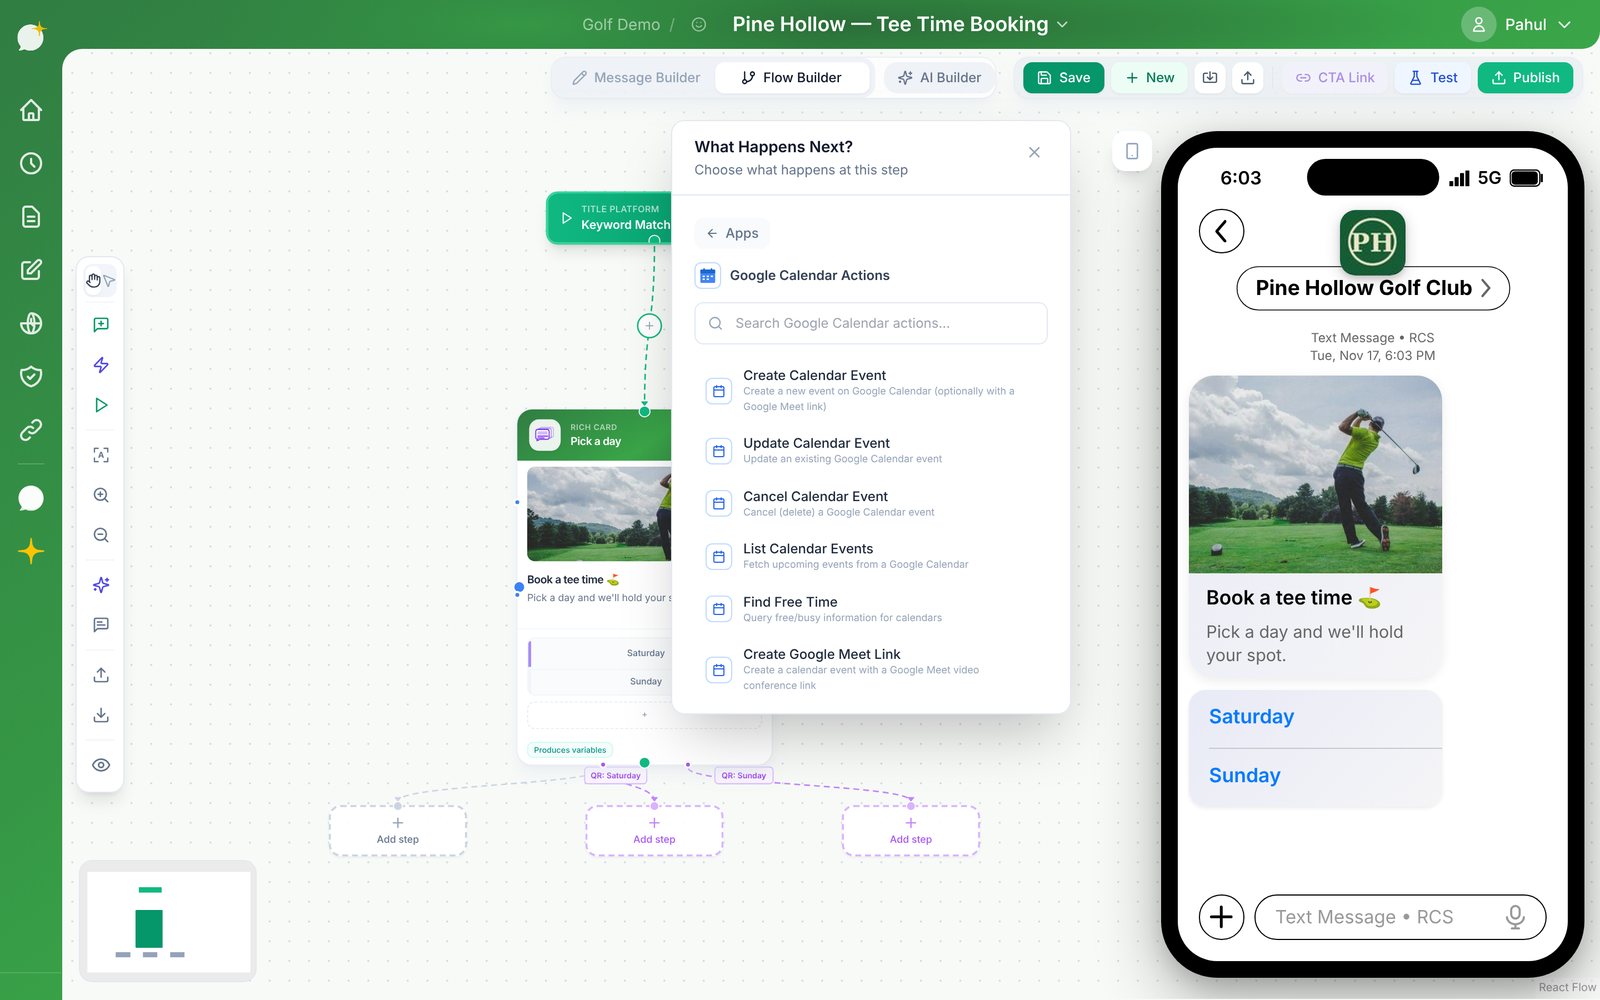 Golf Demo /
Pine Hollow — Tee Time Booking
Pahul
Message Builder
Flow Builder
AI Builder
Save
New
CTA Link
Test
Publish
What Happens Next?
Choose what happens at this step
Apps
Google Calendar Actions
Search Google Calendar actions...
Create Calendar Event
Create a new event on Google Calendar (optionally with a
Google Meet link)
Update Calendar Event
Update an existing Google Calendar event
Cancel Calendar Event
Cancel (delete) a Google Calendar event
List Calendar Events
Fetch upcoming events from a Google Calendar
Find Free Time
Query free/busy information for calendars
Create Google Meet Link
Create a calendar event with a Google Meet video
conference link
TITLE PLATFORM
Keyword Match
RICH CARD
Pick a day
Book a tee time
Pick a day and we'll hold your s
Saturday
Sunday
Produces variables
QR: Saturday
QR: Sunday
Add step
Add step
Add step
6:03
5G
PH
Pine Hollow Golf Club
Text Message • RCS
Tue, Nov 17, 6:03 PM
Book a tee time
Pick a day and we'll hold
your spot.
Saturday
Sunday
Text Message • RCS
React Flow